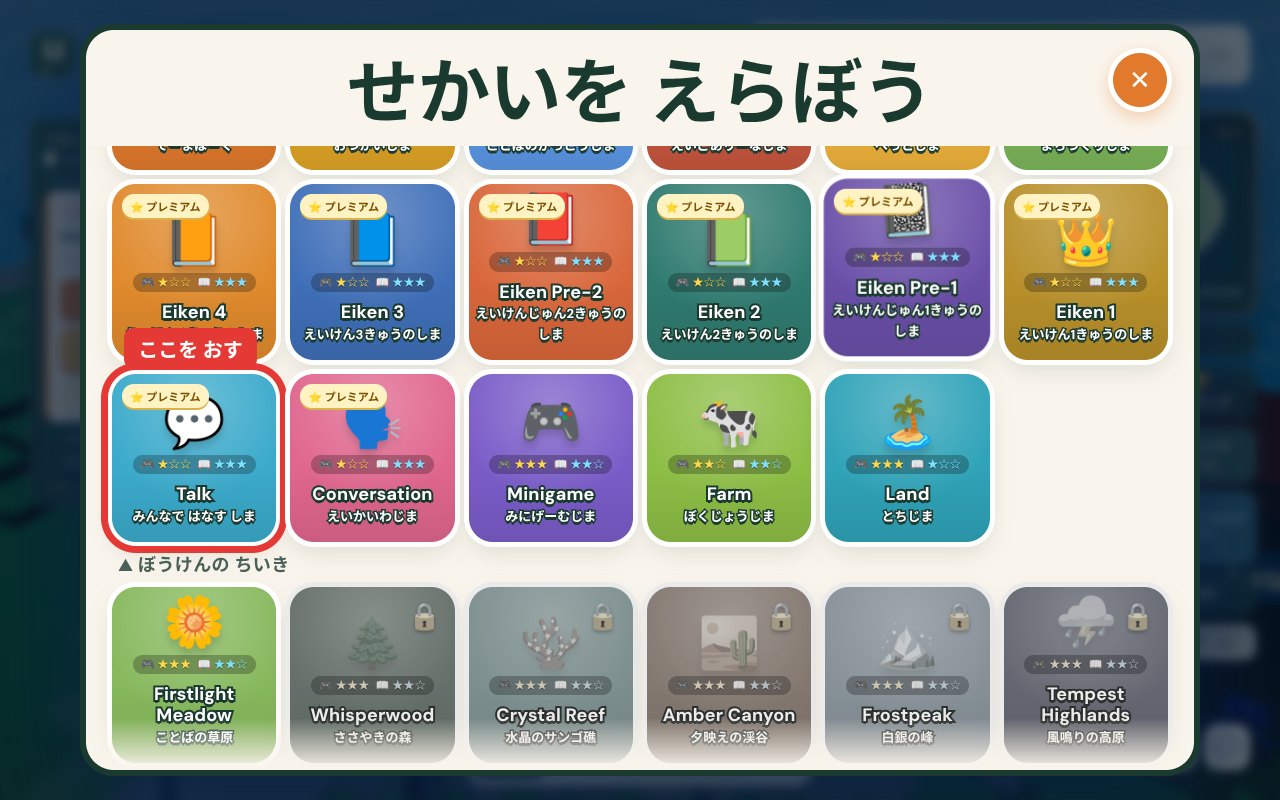 せかいを えらぼう
プレミアム
プレミアム
プレミアム
プレミアム
プレミアム
プレミアム
Eiken 4
Eiken 3
えいけん3きゅうのしま
Eiken Pre-2
えいけんじゅん2きゅうの
しま
Eiken 2
えいけん2きゅうのしま
Eiken Pre-1
えいけんじゅん1きゅうの
しま
Eiken 1
えいけん1きゅうのしま
ここを おす
プレミアム
Talk
みんなで はなす しま
プレミアム
Conversation
えいかいわじま
Minigame
みにげーむじま
Farm
ぼくじょうじま
Land
とちじま
▲ ぼうけんの ちいき
Firstlight
Meadow
ことばの草原
Whisperwood
ささやきの森
Crystal Reef
水晶のサンゴ礁
Amber Canyon
夕映えの渓谷
Frostpeak
白銀の峰
Tempest
Highlands
風鳴りの高原